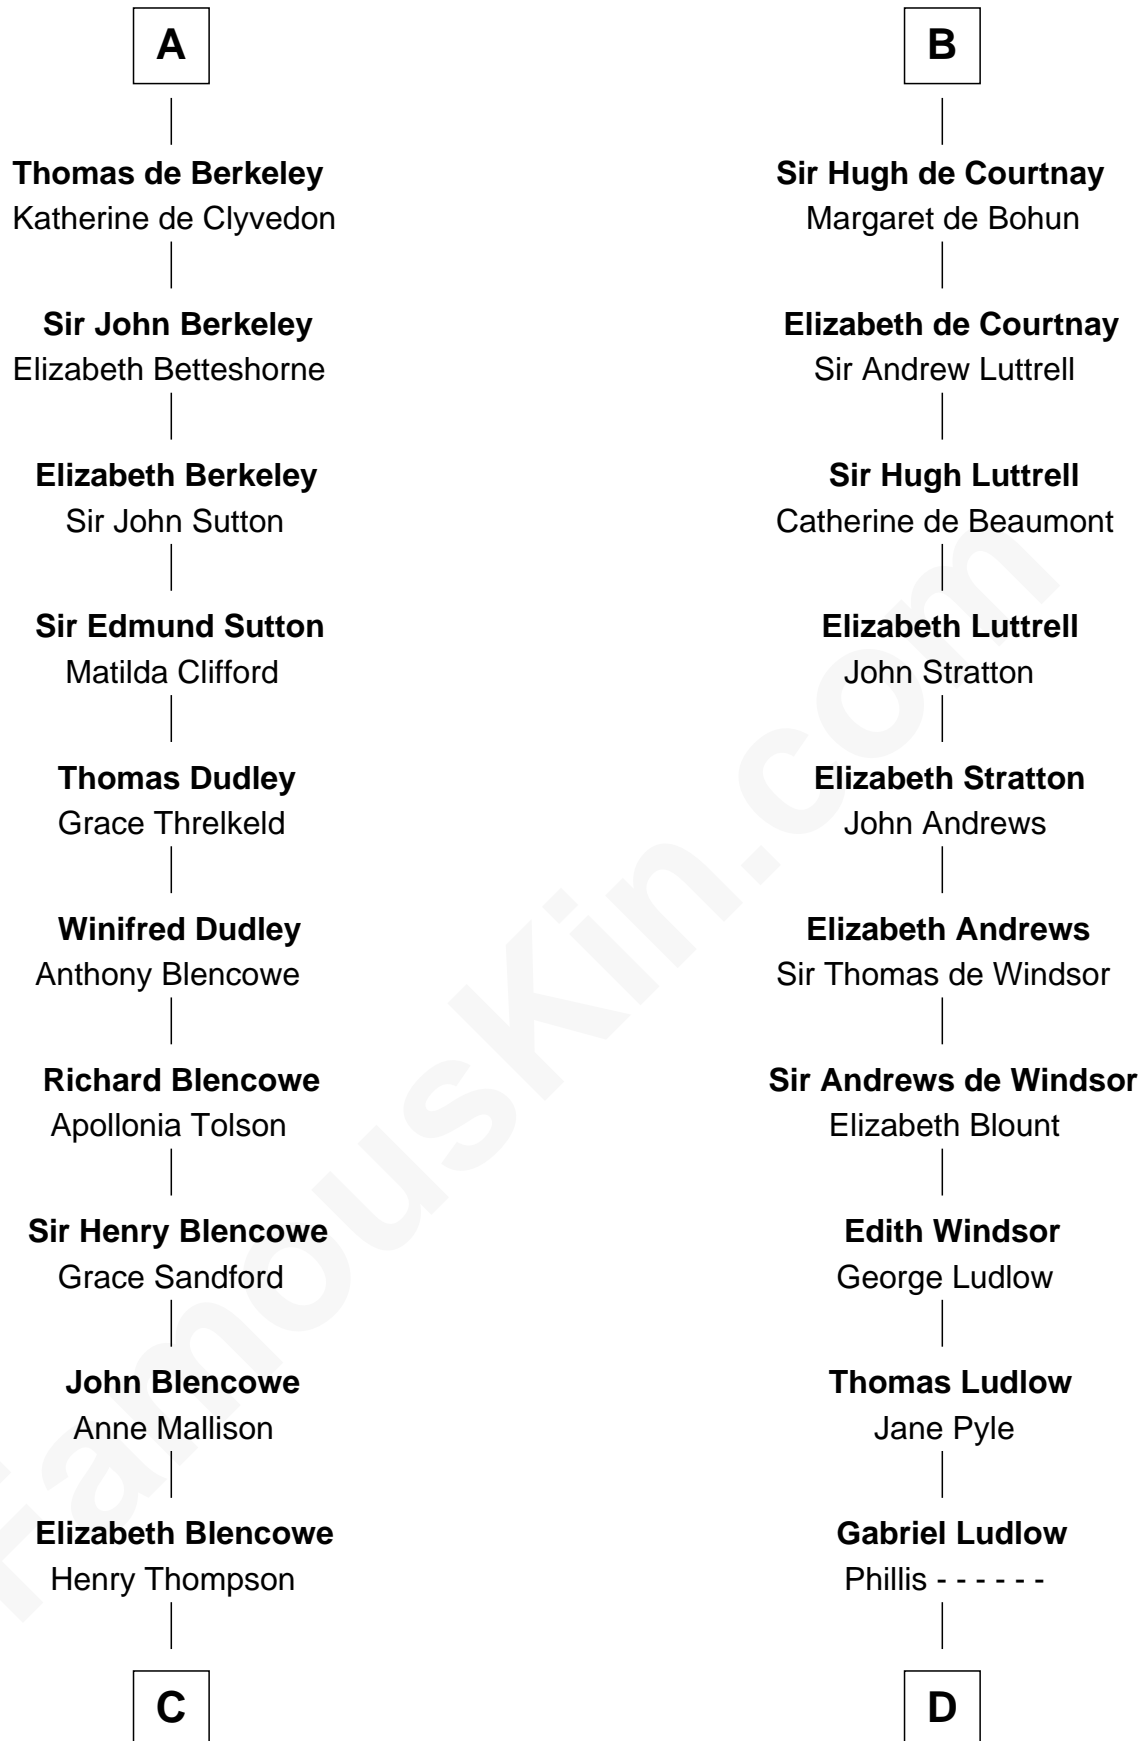 A
Thomas de Berkeley
Katherine de Clyvedon
Sir John Berkeley
Elizabeth Betteshorne
Elizabeth Berkeley
Sir John Sutton
Sir Edmund Sutton
Matilda Clifford
Thomas Dudley
Grace Threlkeld
Winifred Dudley
Anthony Blencowe
Richard Blencowe
Apollonia Tolson
Sir Henry Blencowe
Grace Sandford
John Blencowe
Anne Mallison
Elizabeth Blencowe
Henry Thompson
C
B
Sir Hugh de Courtnay
Margaret de Bohun
Elizabeth de Courtnay
Sir Andrew Luttrell
Sir Hugh Luttrell
Catherine de Beaumont
Elizabeth Luttrell
John Stratton
Elizabeth Stratton
John Andrews
Elizabeth Andrews
Sir Thomas de Windsor
Sir Andrews de Windsor
Elizabeth Blount
Edith Windsor
George Ludlow
Thomas Ludlow
Jane Pyle
Gabriel Ludlow
Phillis - - - - - -
D
FamousKin.com